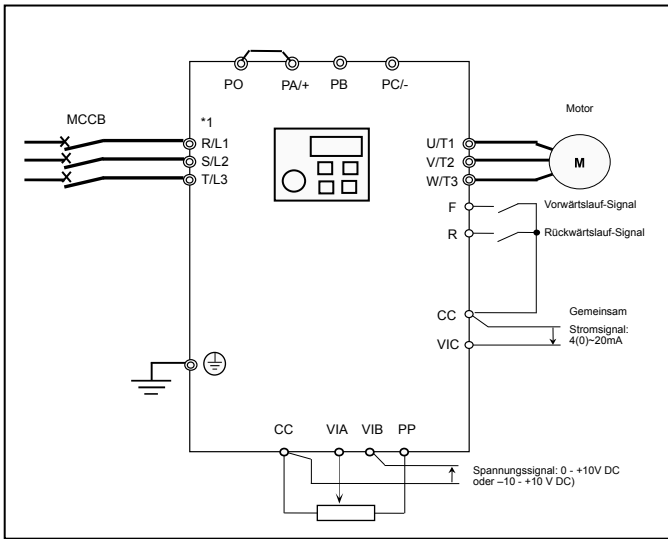 PO PA/+ PB PC/-
MCCB
*1
Motor
R/L1
S/L2
T/L3
U/T1
V/T2
W/T3
M
F
Vorwärtslauf-Signal
R
Rückwärtslauf-Signal
CC
Gemeinsam
Stromsignal:
4(0)~20mA
VIC
CC VIA VIB PP
Spannungssignal: 0 - +10V DC
oder –10 - +10 V DC)